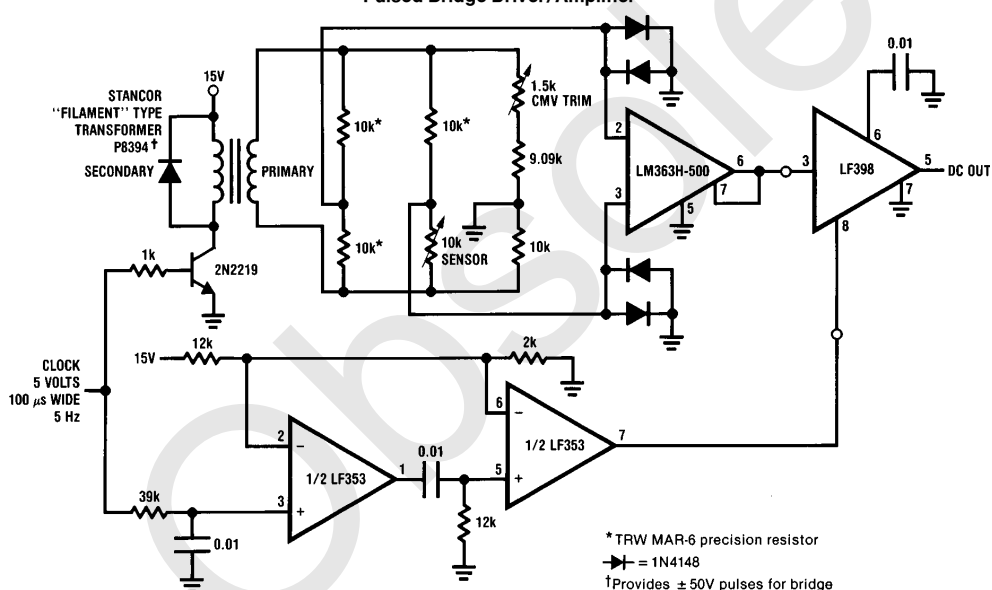 Pulsed Bridge Driver/Amplifier
15V
STANCOR
"FILAMENT" TYPE
TRANSFORMER
P8394†
SECONDARY
PRIMARY
10k*
10k*
1.5k
CMV TRIM
9.09k
10k*
10k
SENSOR
10k
1k
2N2219
2
3
LM363H-500
6
7
5
0.01
3
6
LF398
5
DC OUT
7
8
CLOCK
5 VOLTS
100 µs WIDE
5 Hz
15V
12k
2k
2
−
1/2 LF353
3
+
1
0.01
12k
6
−
1/2 LF353
5
+
7
39k
0.01
Obsolete
* TRW MAR-6 precision resistor
= 1N4148
†Provides ± 50V pulses for bridge